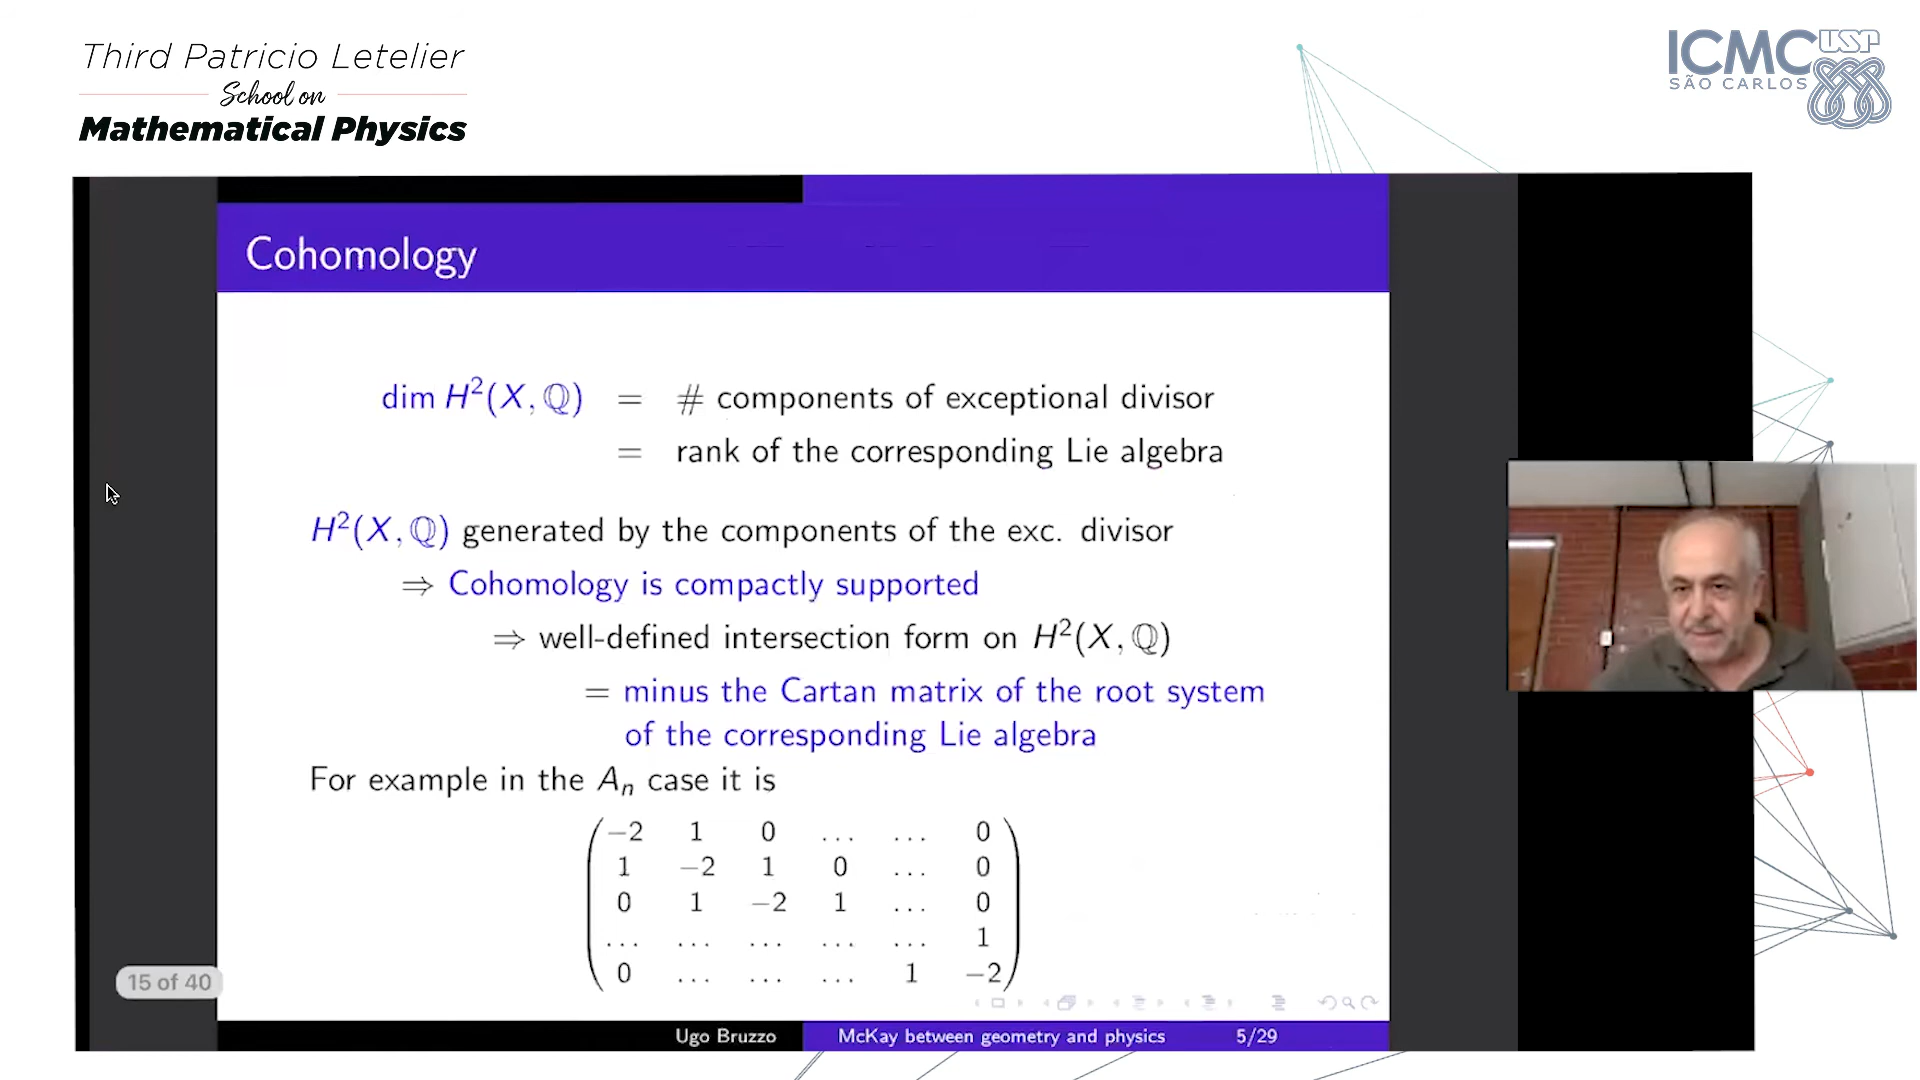 Third Patricio Letelier
School on
Mathematical Physics
ICMC USP
SÃO CARLOS
Cohomology
dim H²(X, ℚ) = # components of exceptional divisor
= rank of the corresponding Lie algebra
H²(X, ℚ) generated by the components of the exc. divisor
⇒ Cohomology is compactly supported
⇒ well-defined intersection form on H²(X, ℚ)
= minus the Cartan matrix of the root system
of the corresponding Lie algebra
For example in the Aₙ case it is
−2 1 0 ... ... 0
1 −2 1 0 ... 0
0 1 −2 1 ... 0
... ... ... ... ... 1
0 ... ... ... 1 −2
15 of 40
Ugo Bruzzo McKay between geometry and physics 5/29